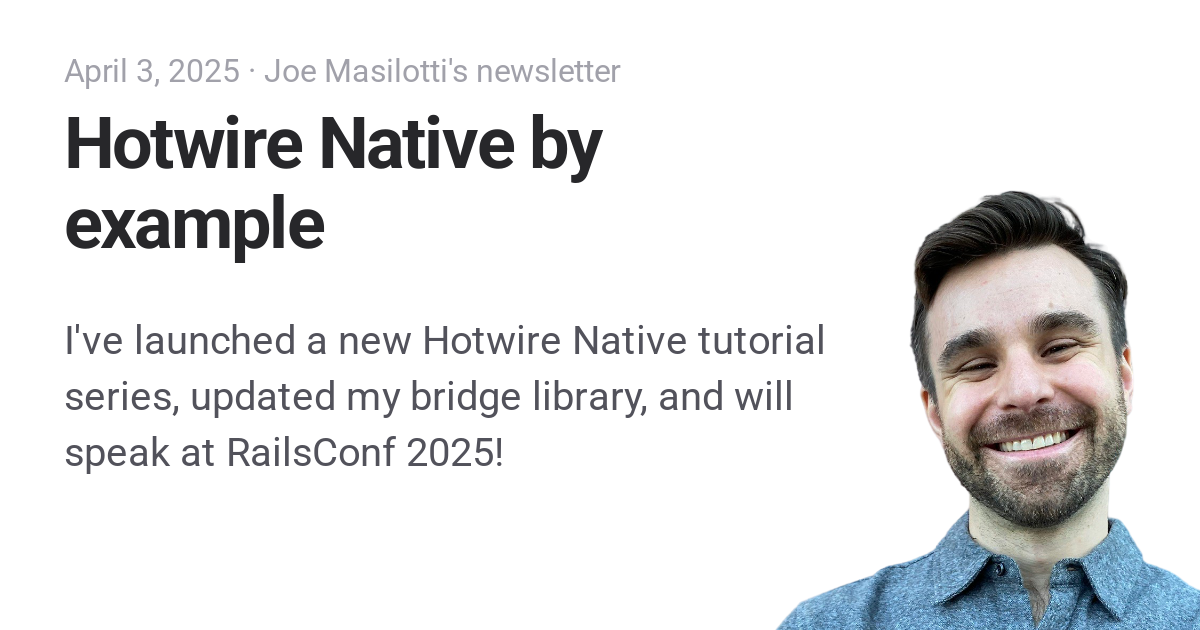 April 3, 2025 · Joe Masilotti's newsletter
Hotwire Native by
example
I've launched a new Hotwire Native tutorial
series, updated my bridge library, and will
speak at RailsConf 2025!